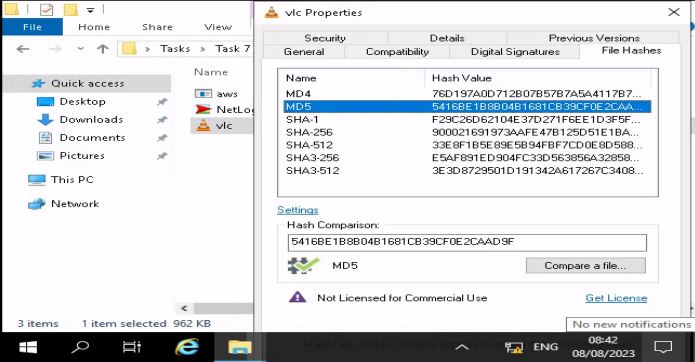 vlc Properties
File
Home
Share
View
Tasks
Task 7
Name
Quick access
Desktop
Downloads
Documents
Pictures
This PC
Network
aws
vlc
3 items
1 item selected
962 KB
Security
Details
Previous Versions
General
Compatibility
Digital Signatures
File Hashes
Name
Hash Value
MD4
76D197A0D712B07B57B7A5A4117B7...
MD5
5416BE1B8B04B1681CB39CF0E2CAA...
SHA-1
F29C26D62104E37D271F6EE1D3F5F...
SHA-256
900021691973AAFE47B125D51E1BA...
SHA-512
33E8F1B5E89E5B94FBF7CD0E8D588...
SHA3-256
E5AF891ED904FC33D563856A32858...
SHA3-512
3E3D8729501D191342A617267C3408...
Settings
Hash Comparison:
5416BE1B8B04B1681CB39CF0E2CAAD9F
MD5
Compare a file...
Not Licensed for Commercial Use
Get License
No new notifications
ENG
08:42
08/08/2023